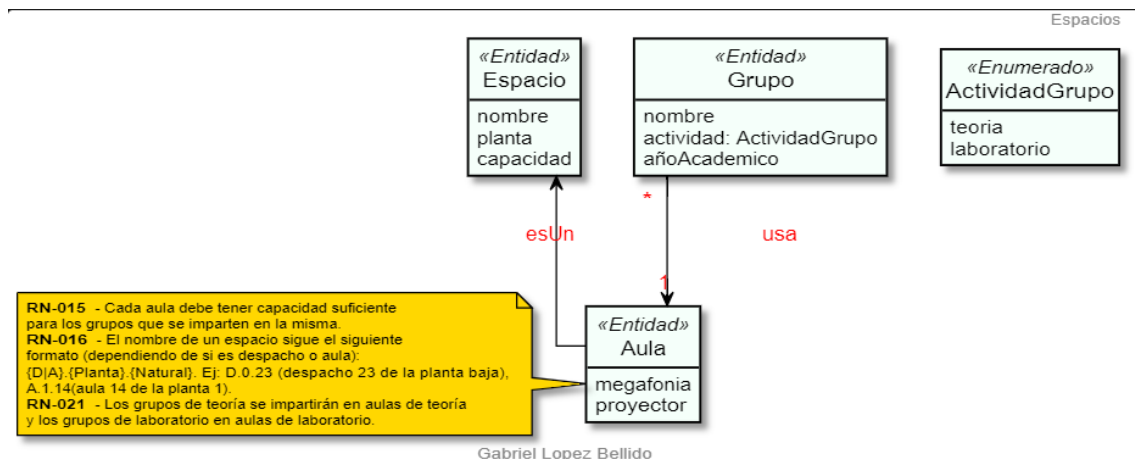 Espacios
«Entidad»
Espacio
nombre
planta
capacidad
«Entidad»
Grupo
nombre
actividad: ActividadGrupo
añoAcademico
«Enumerado»
ActividadGrupo
teoria
laboratorio
*
esUn
usa
1
RN-015 - Cada aula debe tener capacidad suficiente
para los grupos que se imparten en la misma.
RN-016 - El nombre de un espacio sigue el siguiente
formato (dependiendo de si es despacho o aula):
{D|A}.{Planta}.{Natural}. Ej: D.0.23 (despacho 23 de la planta baja),
A.1.14(aula 14 de la planta 1).
RN-021 - Los grupos de teoría se impartirán en aulas de teoría
y los grupos de laboratorio en aulas de laboratorio.
«Entidad»
Aula
megafonia
proyector
Gabriel Lopez Bellido